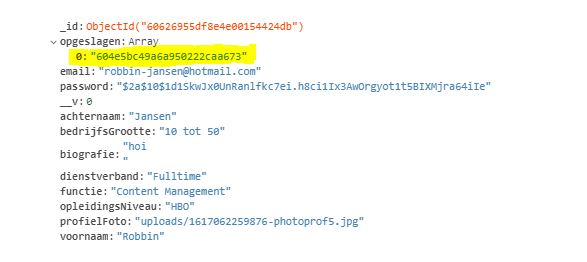 _id: ObjectId("60626955df8e4e00154424db")
opgeslagen: Array
0: "604e5bc49a6a950222caa673"
email: "robbin-jansen@hotmail.com"
password: "$2a$10$1d1SkwJx0UnRanlfkc7ei.h8ci1Ix3AwOrgyot1t5BIXMjra64iIe"
__v: 0
achternaam: "Jansen"
bedrijfsGrootte: "10 tot 50"
biografie: "hoi
"
dienstverband: "Fulltime"
functie: "Content Management"
opleidingsNiveau: "HBO"
profielFoto: "uploads/1617062259876-photoprof5.jpg"
voornaam: "Robbin"